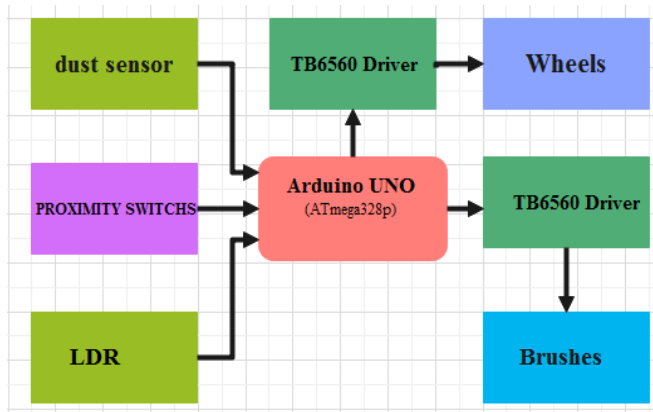 dust sensor
TB6560 Driver
Wheels
PROXIMITY SWITCHS
Arduino UNO
(ATmega328p)
TB6560 Driver
LDR
Brushes